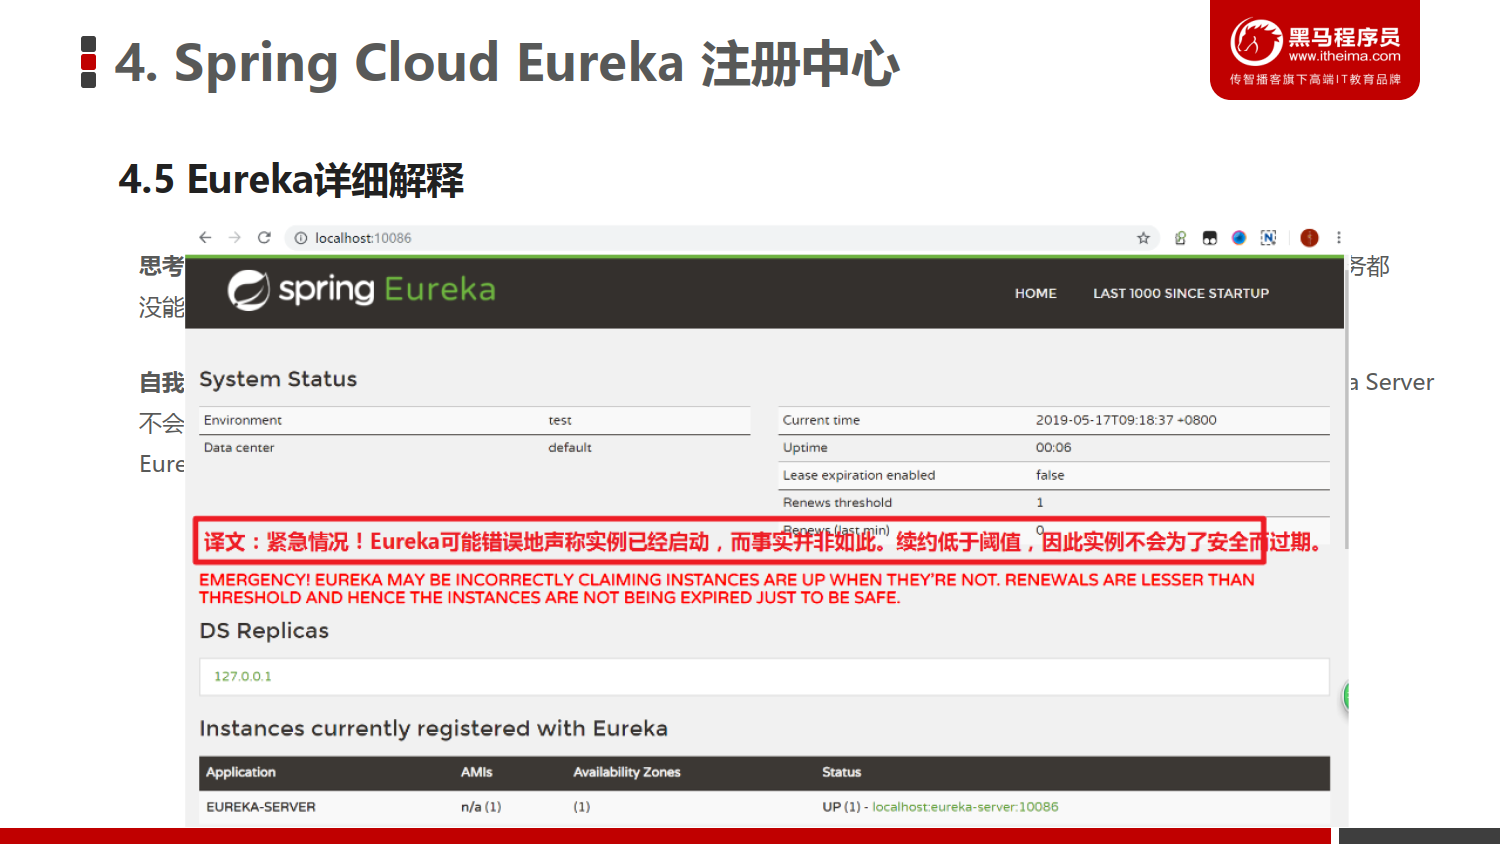 4. Spring Cloud Eureka 注册中心
黑马程序员
www.itheima.com
传智播客旗下高端IT教育品牌
4.5 Eureka详细解释
localhost:10086
思考
务都
没能
spring Eureka
HOME
LAST 1000 SINCE STARTUP
自我
a Server
不会
Eure
System Status
Environment test
Data center default
Current time 2019-05-17T09:18:37 +0800
Uptime 00:06
Lease expiration enabled false
Renews threshold 1
Renews (last min) 0
译文：紧急情况！Eureka可能错误地声称实例已经启动，而事实并非如此。续约低于阈值，因此实例不会为了安全而过期。
EMERGENCY! EUREKA MAY BE INCORRECTLY CLAIMING INSTANCES ARE UP WHEN THEY'RE NOT. RENEWALS ARE LESSER THAN
THRESHOLD AND HENCE THE INSTANCES ARE NOT BEING EXPIRED JUST TO BE SAFE.
DS Replicas
127.0.0.1
Instances currently registered with Eureka
Application AMIs Availability Zones Status
EUREKA-SERVER n/a (1) (1) UP (1) - localhost:eureka-server:10086